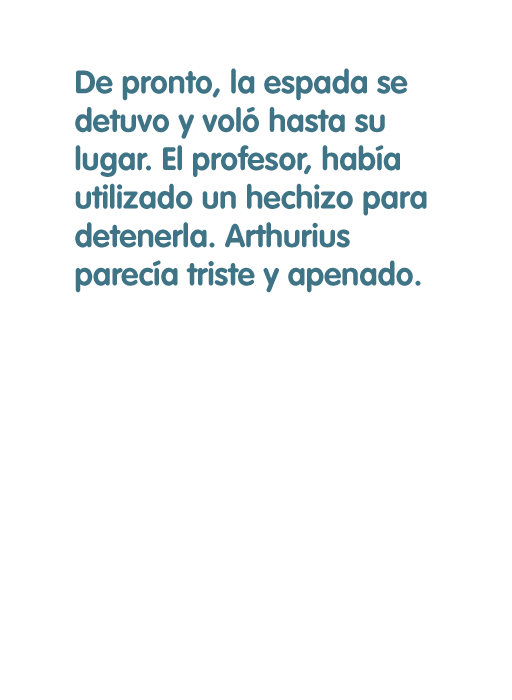 De pronto, la espada se
detuvo y voló hasta su
lugar. El profesor, había
utilizado un hechizo para
detenerla. Arthurius
parecía triste y apenado.